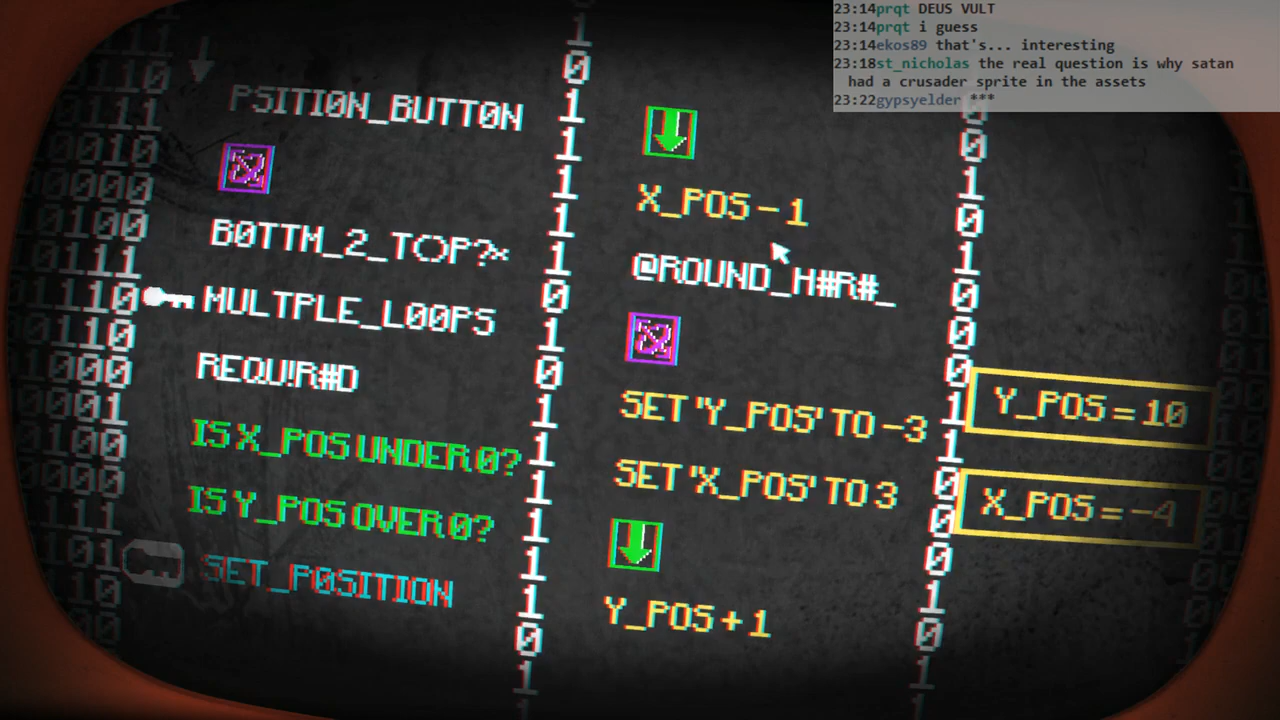 23:14prqt DEUS VULT
23:14prqt i guess
23:14ekos89 that's... interesting
23:18st_nicholas the real question is why satan
had a crusader sprite in the assets
23:22gypsyelder ***
PSITI0N_BUTT0N
B0TTM_2_T()P?×
MULTPLE_L00PS
REQU!R#D
IS X_POS UNDER 0?
IS Y_POS OVER 0?
SET_P0SITION
X_POS - 1
@ROUND_H#R#_
SET 'Y_POS' TO -3
SET 'X_POS' TO 3
Y_POS + 1
Y_POS = 10
X_POS = -4